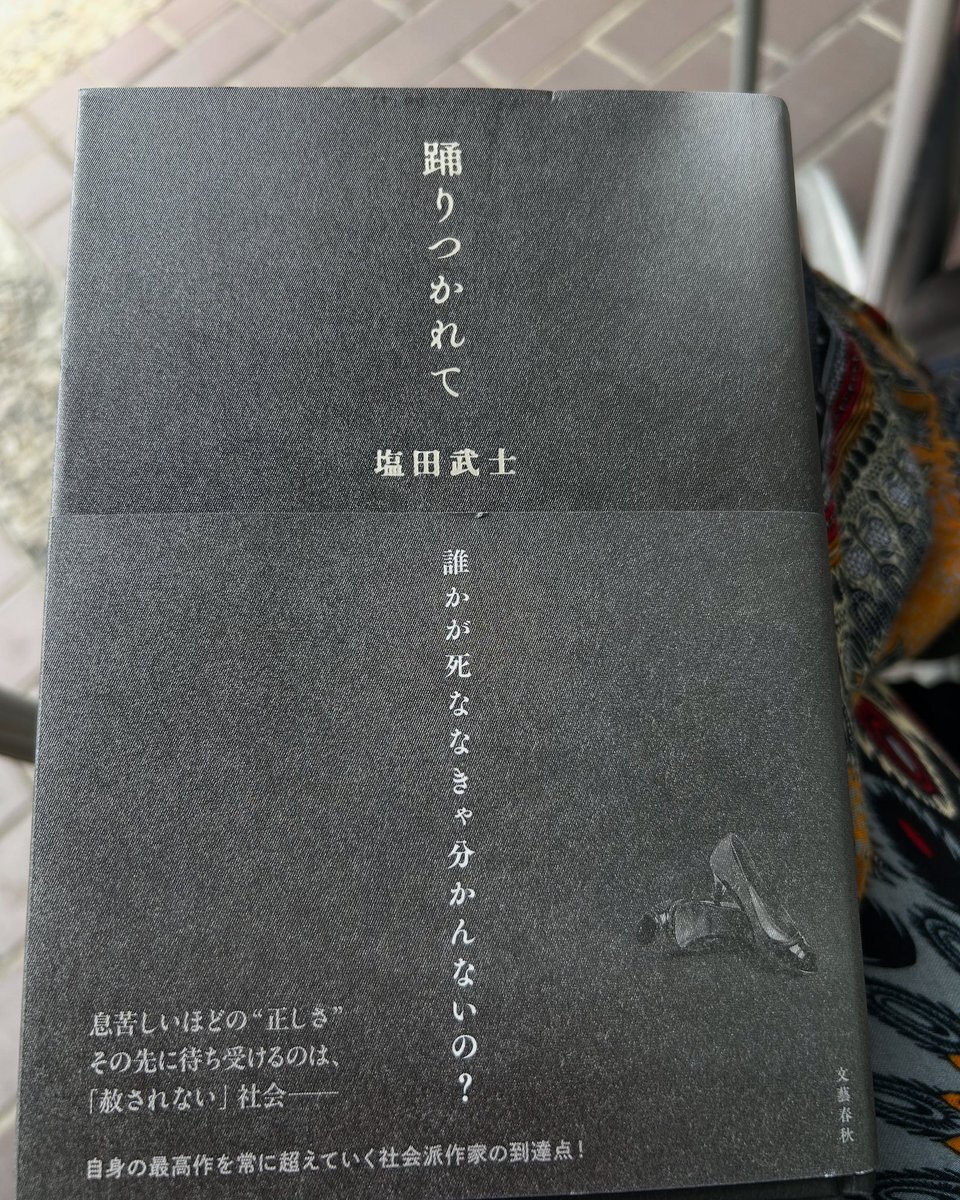 踊りつかれて
塩田武士
誰かが死ななきゃ分かんないの?
息苦しいほどの“正しさ”
その先に待ち受けるのは、
「赦されない」社会――
自身の最高作を常に超えていく社会派作家の到達点!
文藝春秋